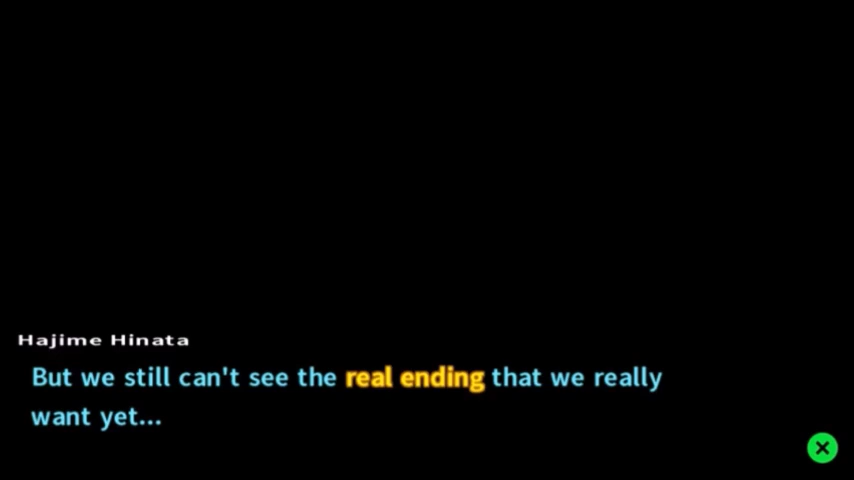 Hajime Hinata
But we still can't see the real ending that we really
want yet...